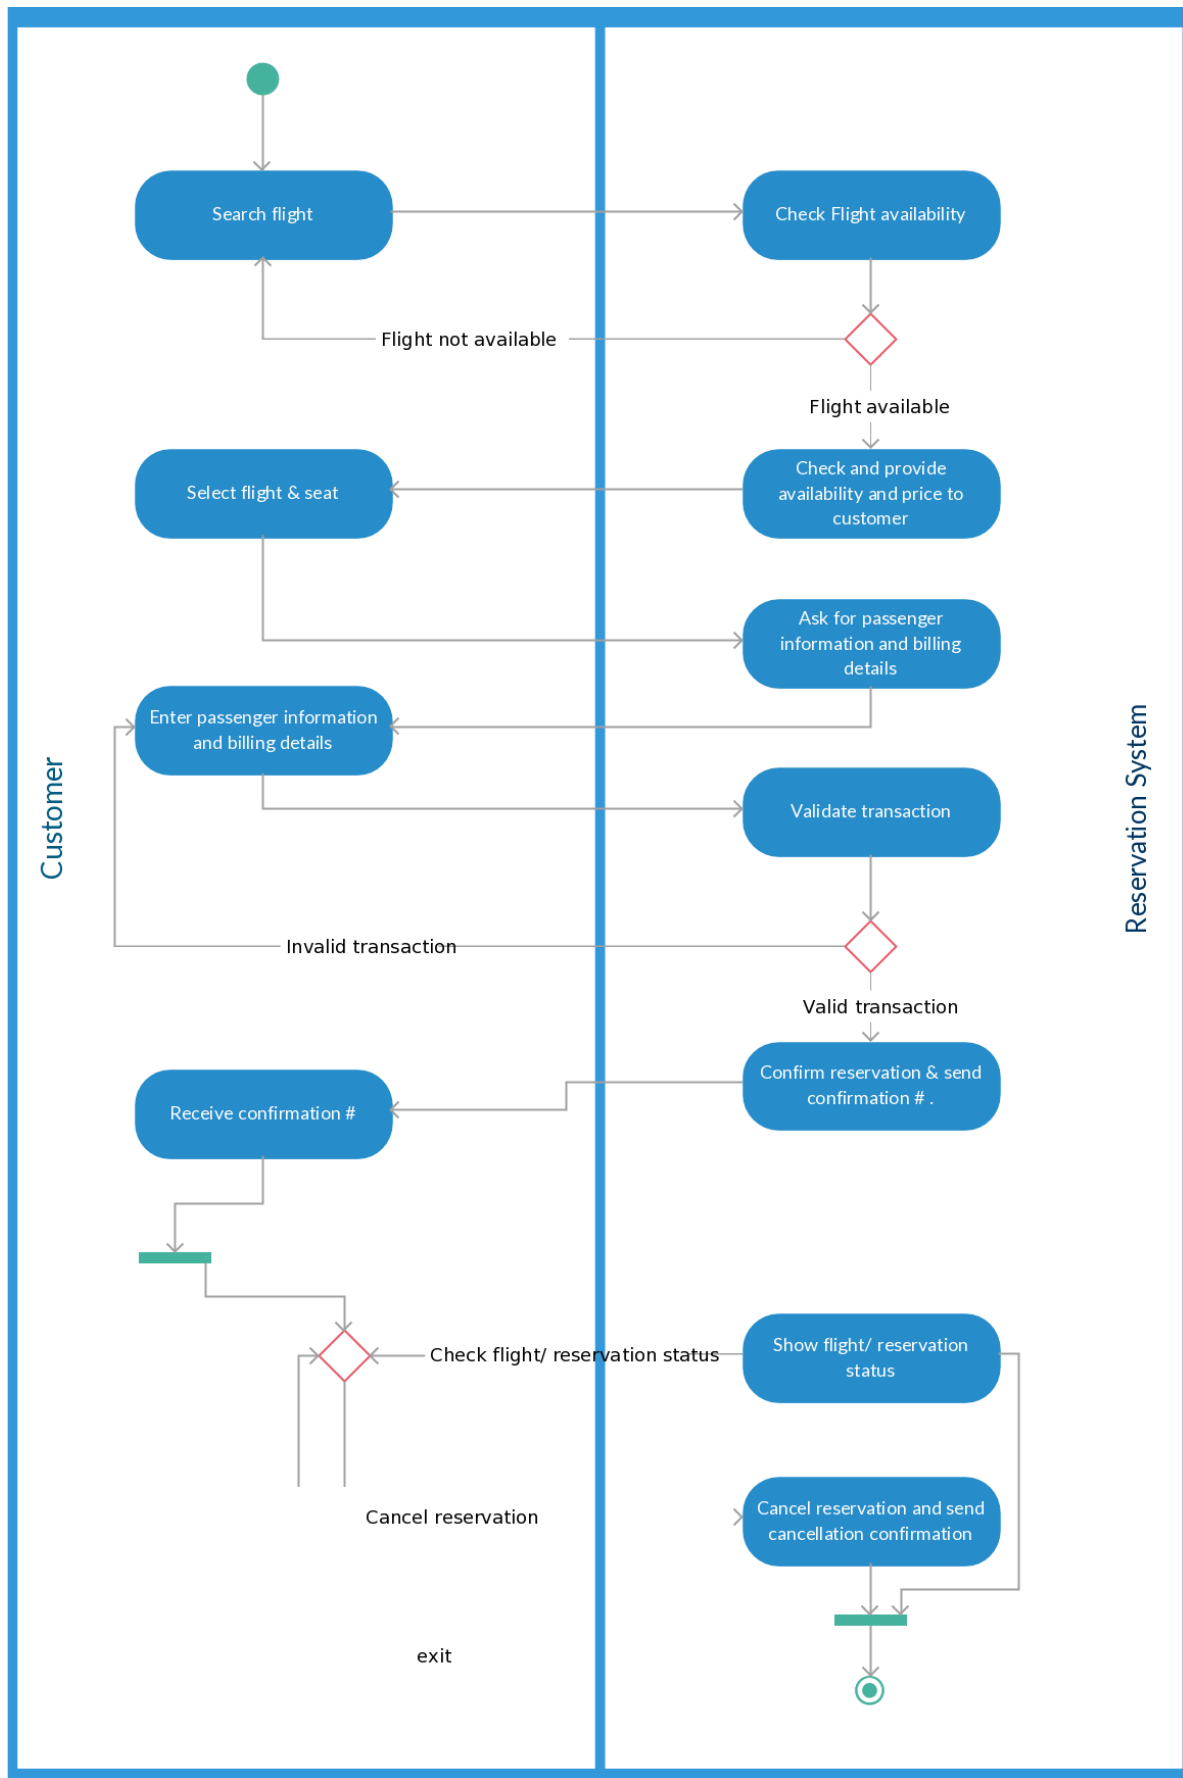 Search flight
Check Flight availability
Flight not available
Flight available
Select flight & seat
Check and provide
availability and price to
customer
Ask for passenger
information and billing
details
Enter passenger information
and billing details
Customer
Reservation System
Validate transaction
Invalid transaction
Valid transaction
Confirm reservation & send
confirmation # .
Receive confirmation #
Check flight/ reservation status
Show flight/ reservation
status
Cancel reservation
Cancel reservation and send
cancellation confirmation
exit